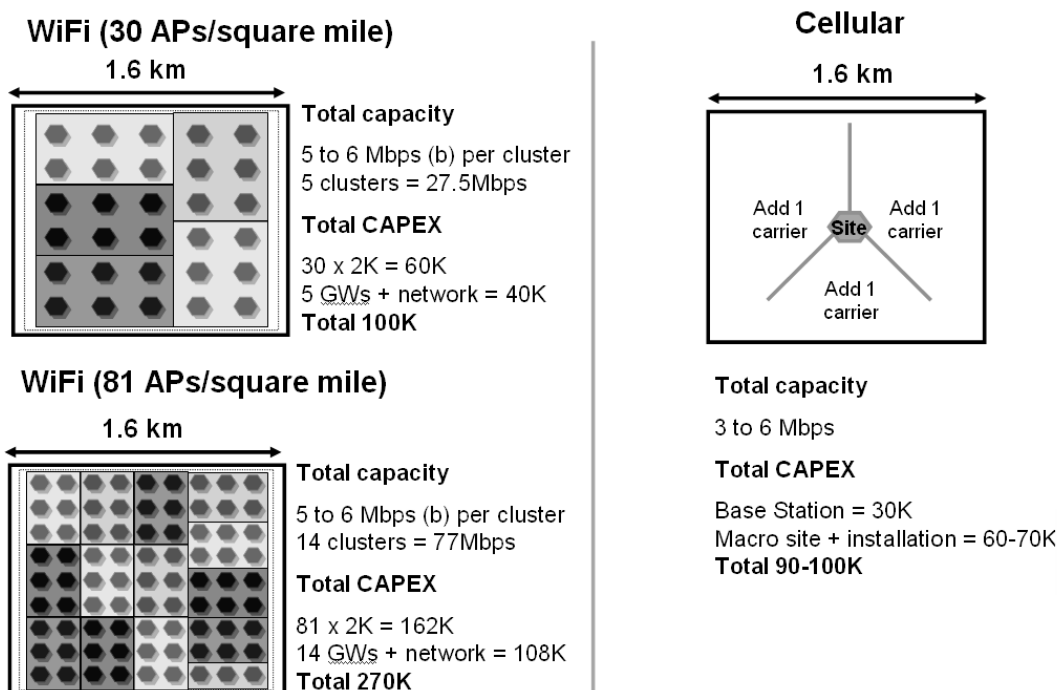 WiFi (30 APs/square mile)
1.6 km
Total capacity
5 to 6 Mbps (b) per cluster
5 clusters = 27.5Mbps
Total CAPEX
30 x 2K = 60K
5 GWs + network = 40K
Total 100K
WiFi (81 APs/square mile)
1.6 km
Total capacity
5 to 6 Mbps (b) per cluster
14 clusters = 77Mbps
Total CAPEX
81 x 2K = 162K
14 GWs + network = 108K
Total 270K
Cellular
1.6 km
Add 1
carrier
Add 1
carrier
Site
Add 1
carrier
Total capacity
3 to 6 Mbps
Total CAPEX
Base Station = 30K
Macro site + installation = 60-70K
Total 90-100K